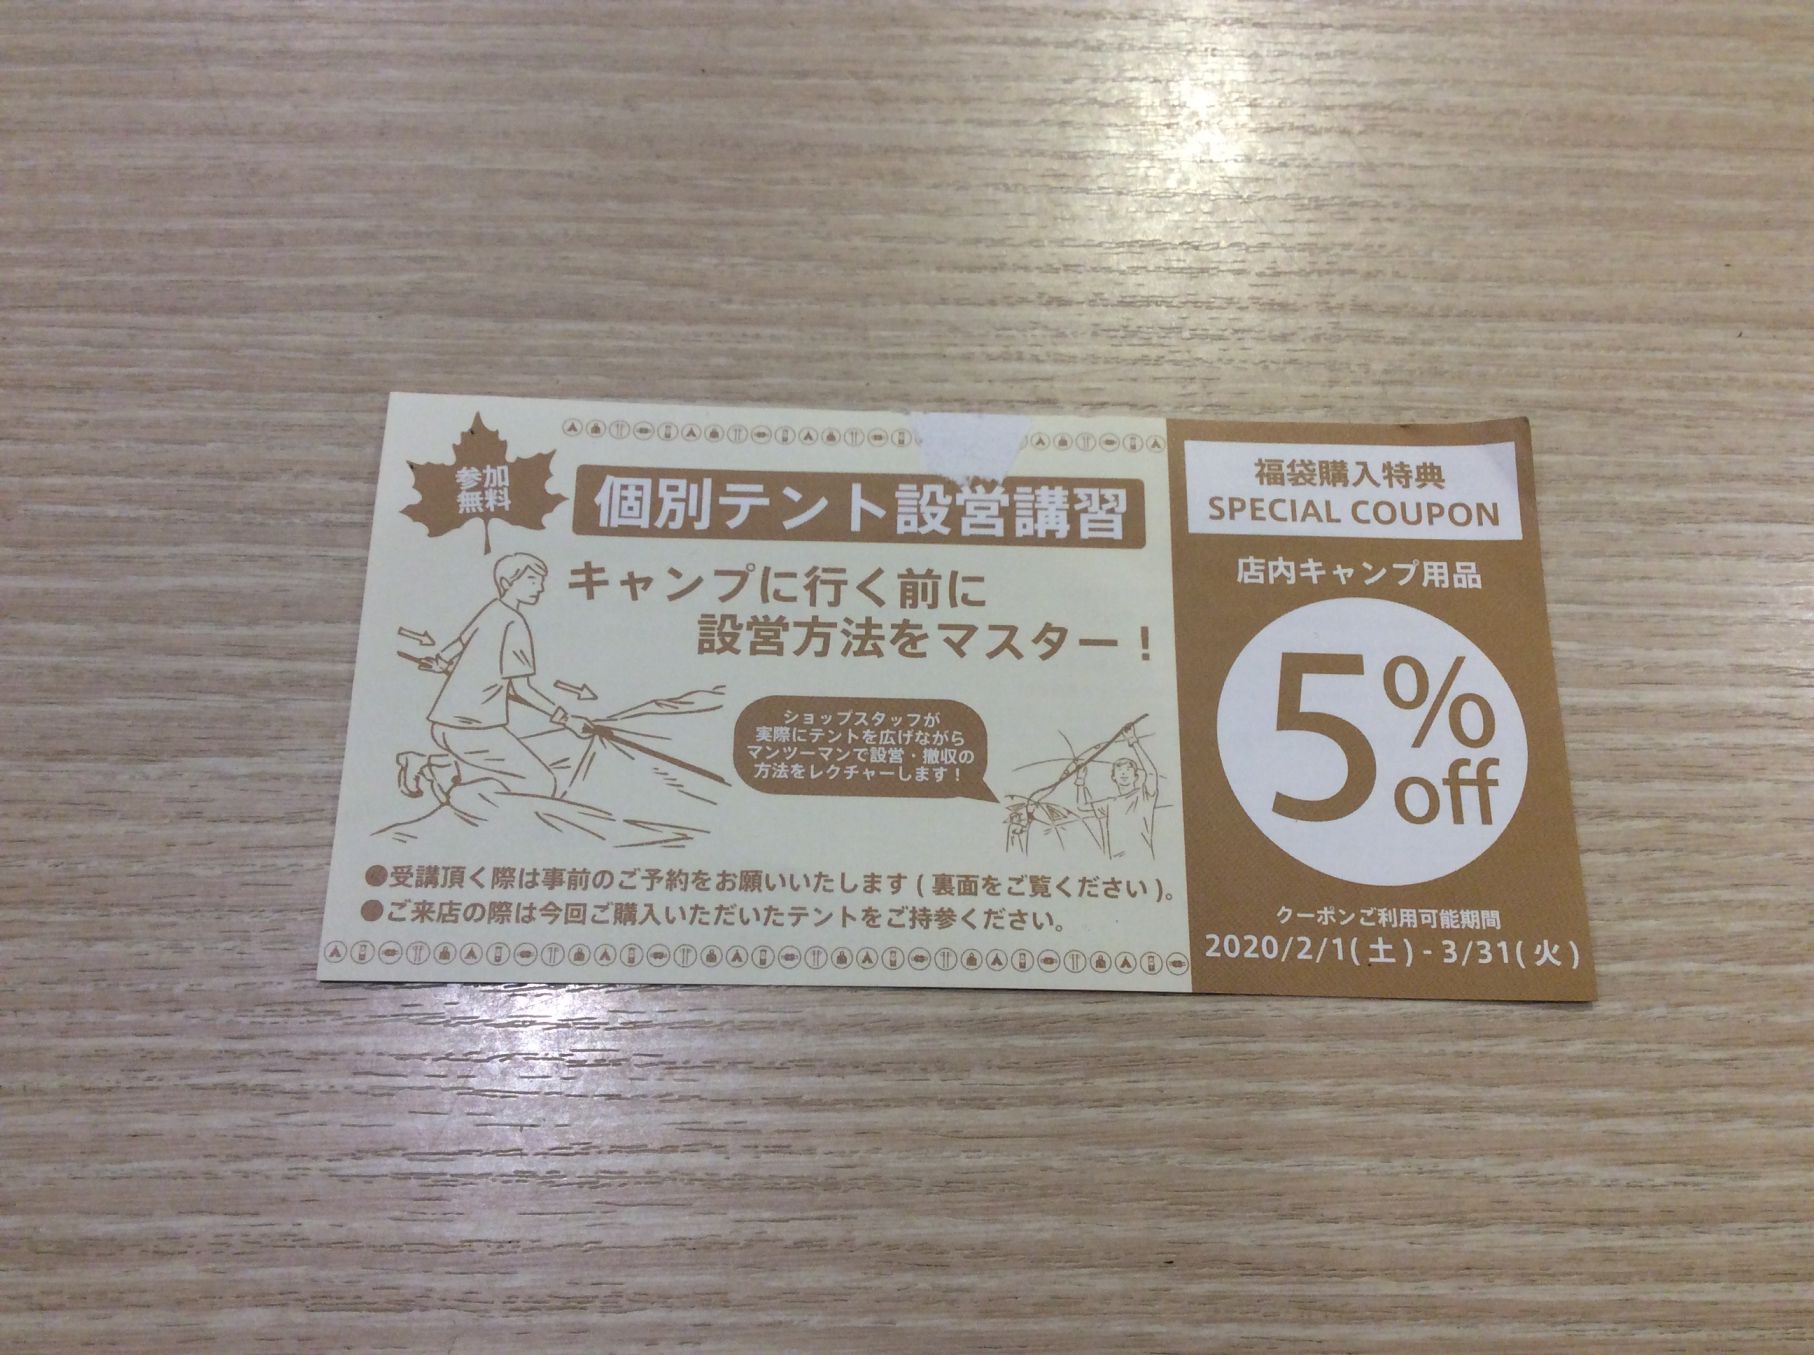 参加
無料
個別テント設営講習
キャンプに行く前に
設営方法をマスター！
ショップスタッフが
実際にテントを広げながら
マンツーマンで設営・撤収の
方法をレクチャーします！
●受講頂く際は事前のご予約をお願いいたします(裏面をご覧ください)。
●ご来店の際は今回ご購入いただいたテントをご持参ください。
福袋購入特典
SPECIAL COUPON
店内キャンプ用品
5%
off
クーポンご利用可能期間
2020/2/1(土)-3/31(火)